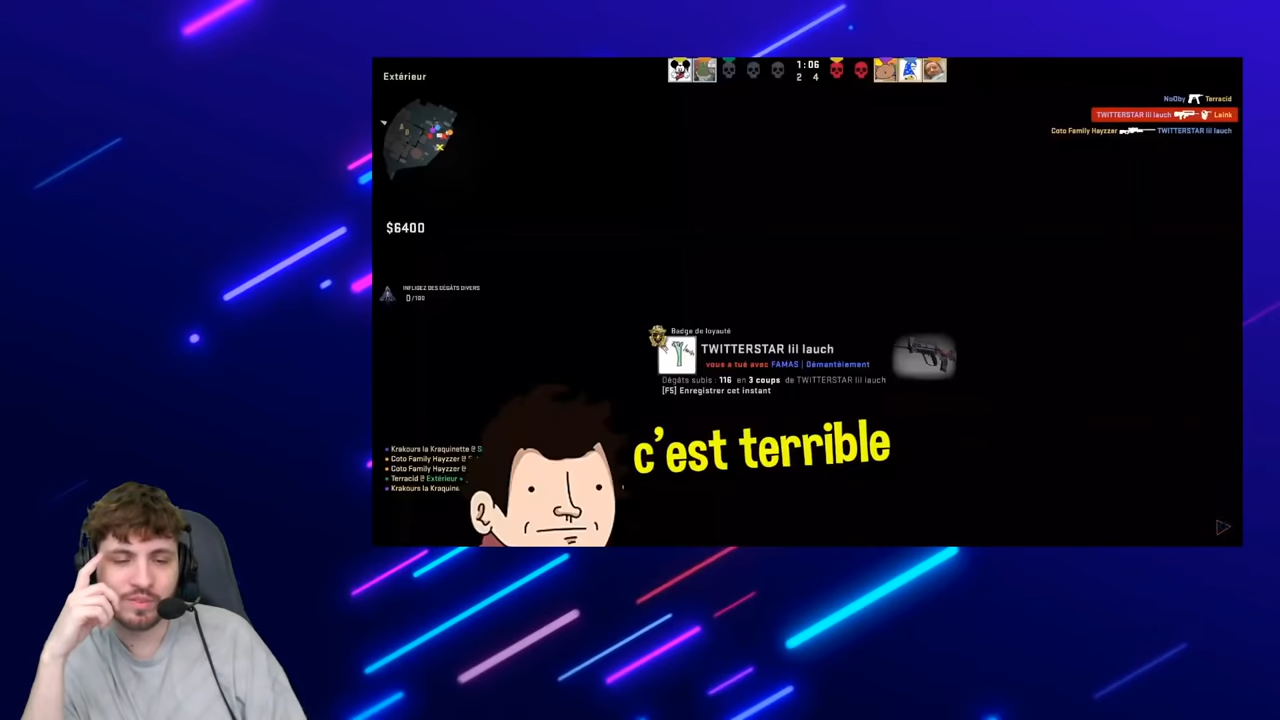 Extérieur
1:06
2 4
NoOby Terracid
TWITTERSTAR lil lauch Laink
Coto Family Hayzzer TWITTERSTAR lil lauch
$6400
INFLIGEZ DES DÉGÂTS DIVERS
0/100
Badge de loyauté
TWITTERSTAR lil lauch
vous a tué avec FAMAS | Démantèlement
Dégâts subis : 116 en 3 coups de TWITTERSTAR lil lauch
[F5] Enregistrer cet instant
c'est terrible
Krakours la Kraquinette @ S
Coto Family Hayzzer @
Coto Family Hayzzer @
Terracid @ Extérieur
Krakours la Kraquin